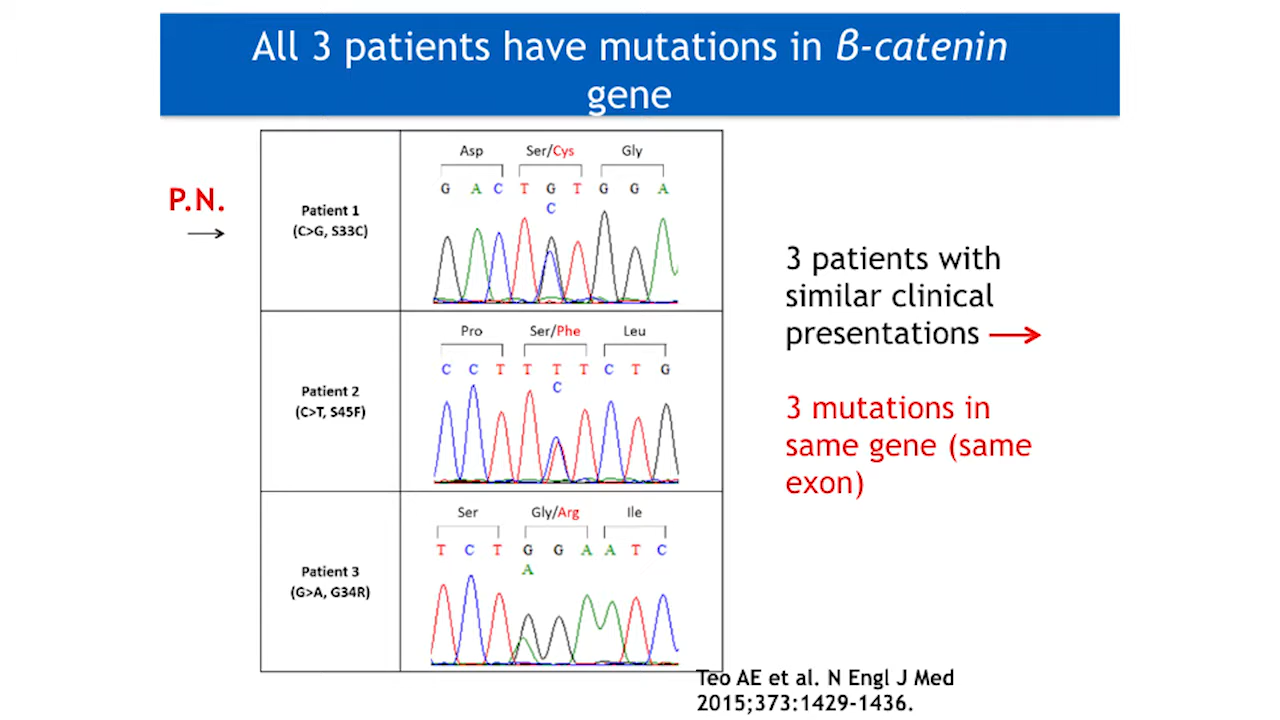 All 3 patients have mutations in β-catenin
gene
P.N.
Patient 1
(C>G, S33C)
Asp Ser/Cys Gly
G A C T G T G G A
C
Patient 2
(C>T, S45F)
Pro Ser/Phe Leu
C C T T T T C T G
C
Patient 3
(G>A, G34R)
Ser Gly/Arg Ile
T C T G G A A T C
A
3 patients with
similar clinical
presentations →
3 mutations in
same gene (same
exon)
Teo AE et al. N Engl J Med
2015;373:1429-1436.